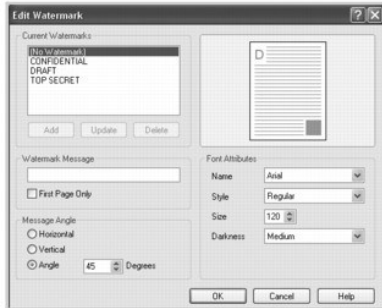 Edit Watermark
Current Watermarks
(No Watermark)
CONFIDENTIAL
DRAFT
TOP SECRET
Add Update Delete
D
Watermark Message
First Page Only
Message Angle
Horizontal
Vertical
Angle 45 Degrees
Font Attributes
Name Arial
Style Regular
Size 120
Darkness Medium
OK Cancel Help